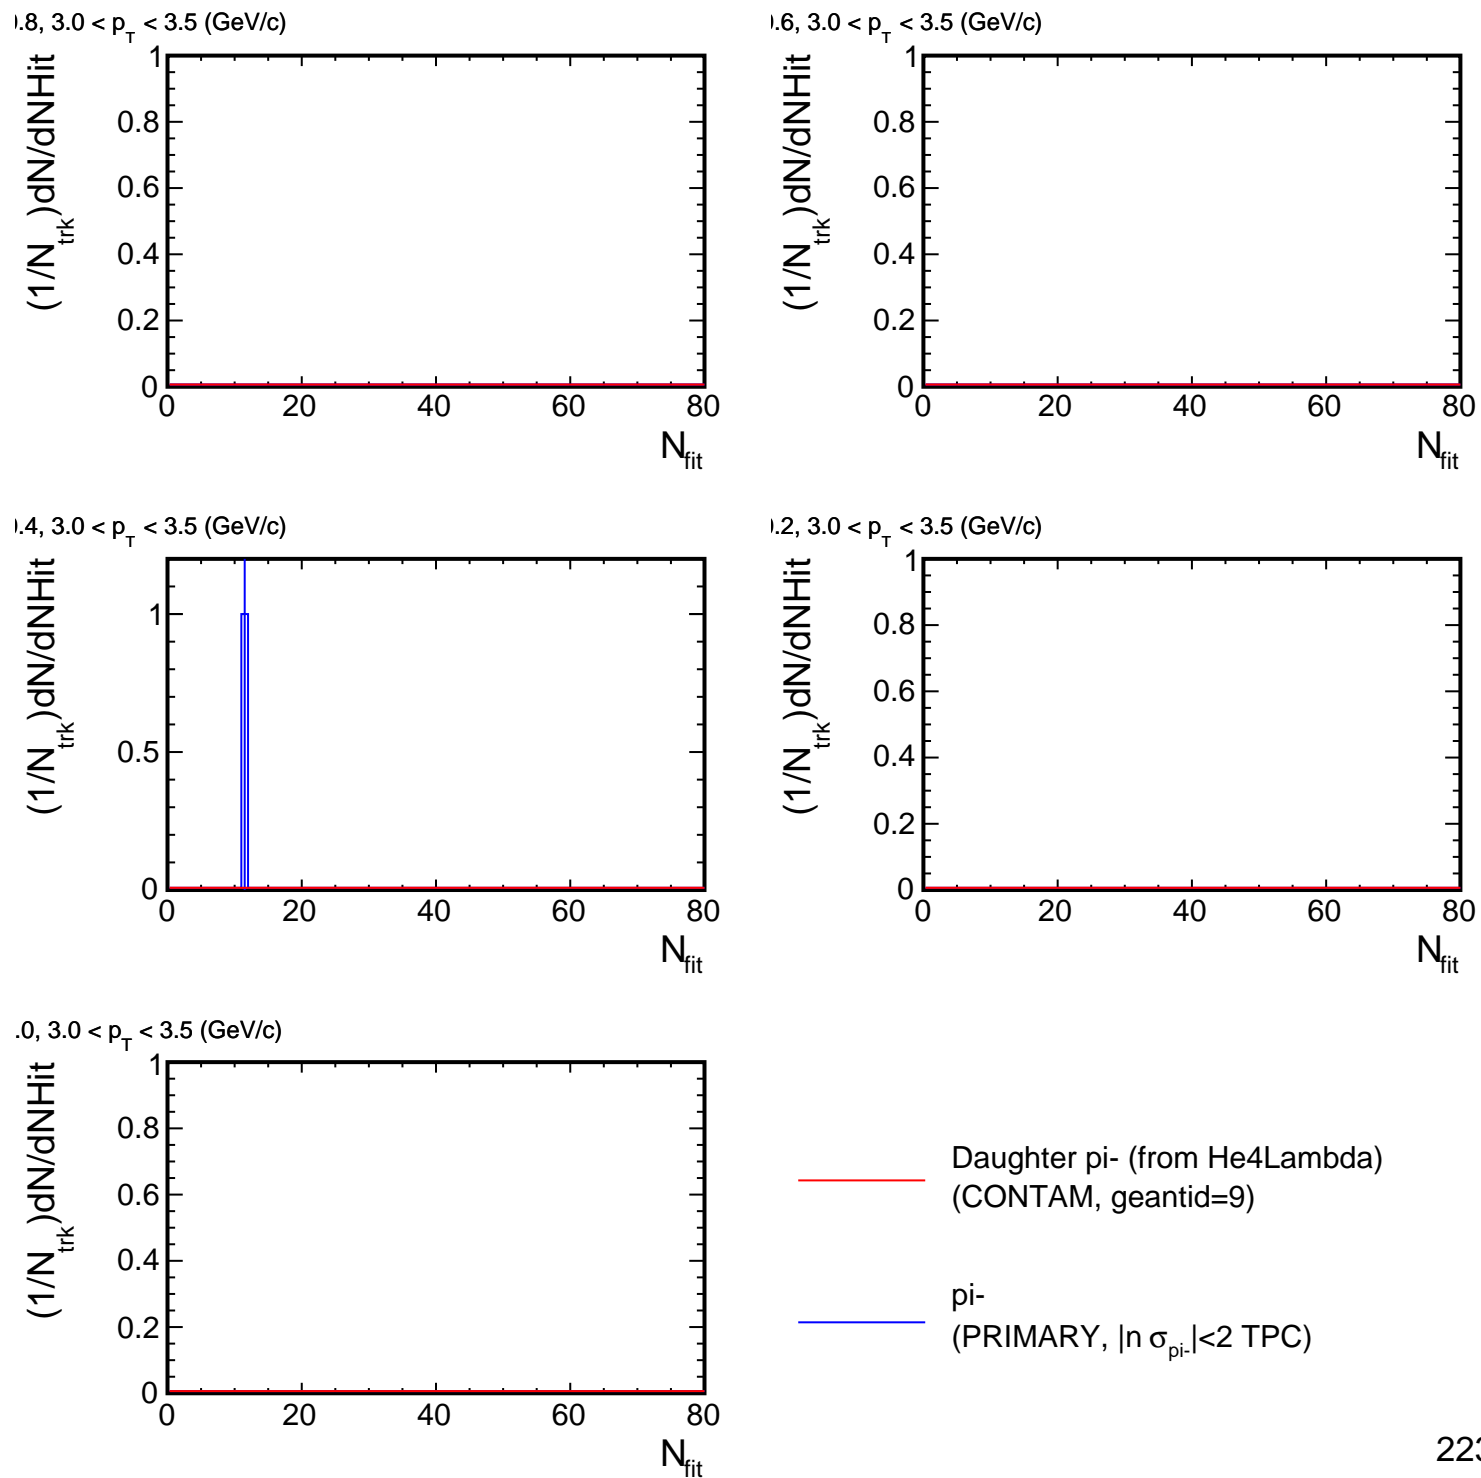 .8, 3.0 < pT < 3.5 (GeV/c)
(1/Ntrk)dN/dNHit
1
0.8
0.6
0.4
0.2
0
0 20 40 60 80
Nfit
.6, 3.0 < pT < 3.5 (GeV/c)
(1/Ntrk)dN/dNHit
1
0.8
0.6
0.4
0.2
0
0 20 40 60 80
Nfit
.4, 3.0 < pT < 3.5 (GeV/c)
(1/Ntrk)dN/dNHit
1
0.5
0
0 20 40 60 80
Nfit
.2, 3.0 < pT < 3.5 (GeV/c)
(1/Ntrk)dN/dNHit
1
0.8
0.6
0.4
0.2
0
0 20 40 60 80
Nfit
.0, 3.0 < pT < 3.5 (GeV/c)
(1/Ntrk)dN/dNHit
1
0.8
0.6
0.4
0.2
0
0 20 40 60 80
Nfit
Daughter pi- (from He4Lambda)
(CONTAM, geantid=9)
pi-
(PRIMARY, |n σpi-|<2 TPC)
22